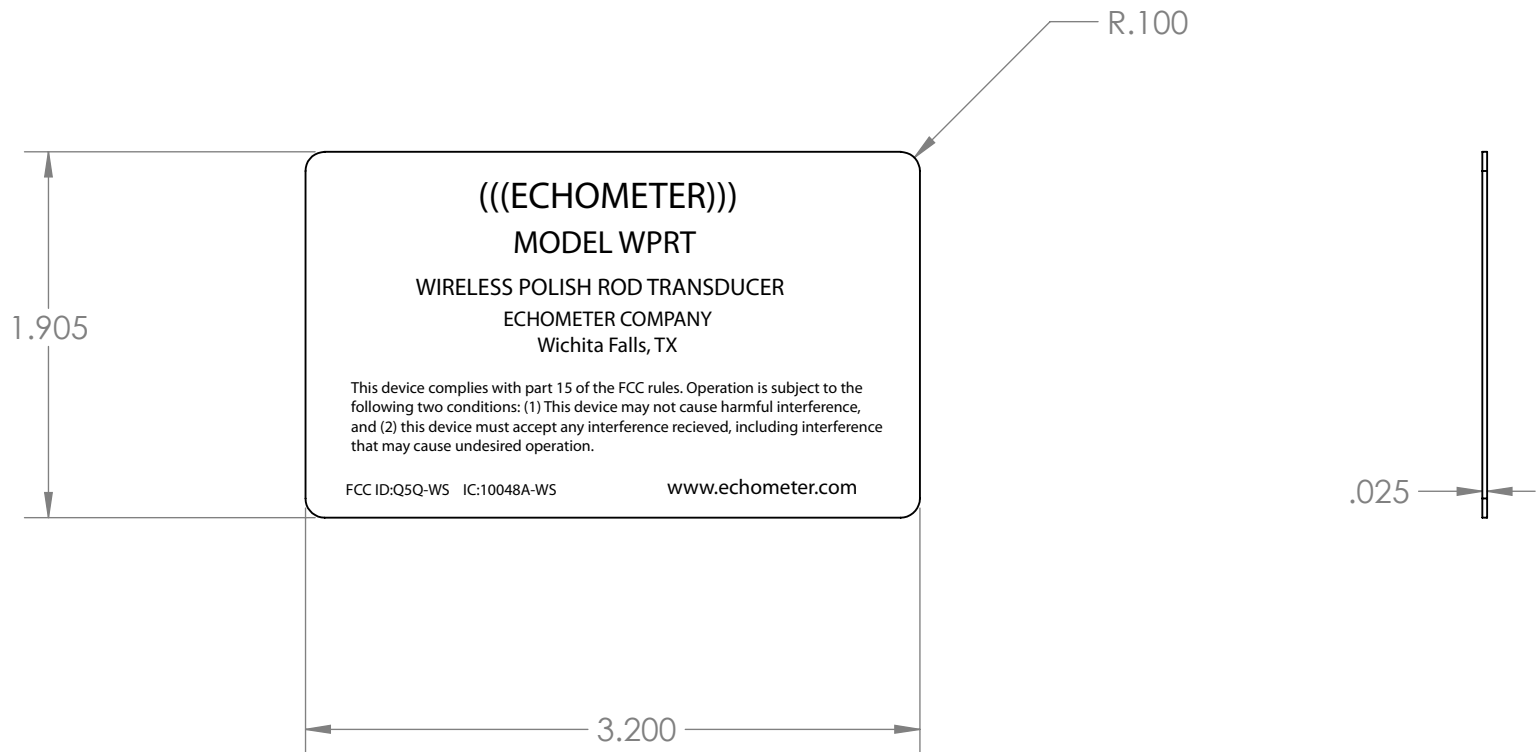 R.100
(((ECHOMETER)))
MODEL WPRT
WIRELESS POLISH ROD TRANSDUCER
ECHOMETER COMPANY
Wichita Falls, TX
1.905
This device complies with part 15 of the FCC rules. Operation is subject to the
following two conditions: (1) This device may not cause harmful interference,
and (2) this device must accept any interference recieved, including interference
that may cause undesired operation.
FCC ID:Q5Q-WS IC:10048A-WS
www.echometer.com
.025
3.200